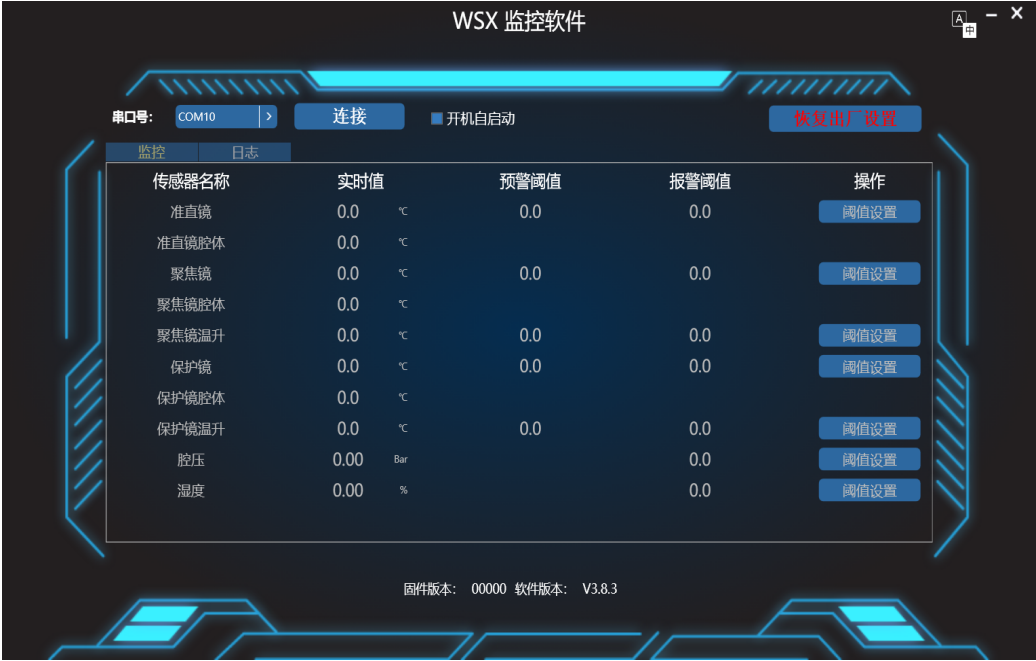 WSX 监控软件
A 中
串口号: COM10 > 连接 开机自启动 恢复出厂设置
监控 日志
传感器名称 实时值 预警阈值 报警阈值 操作
准直镜 0.0 ℃ 0.0 0.0 阈值设置
准直镜腔体 0.0 ℃
聚焦镜 0.0 ℃ 0.0 0.0 阈值设置
聚焦镜腔体 0.0 ℃
聚焦镜温升 0.0 ℃ 0.0 0.0 阈值设置
保护镜 0.0 ℃ 0.0 0.0 阈值设置
保护镜腔体 0.0 ℃
保护镜温升 0.0 ℃ 0.0 0.0 阈值设置
腔压 0.00 Bar 0.0 阈值设置
湿度 0.00 % 0.0 阈值设置
固件版本: 00000 软件版本: V3.8.3